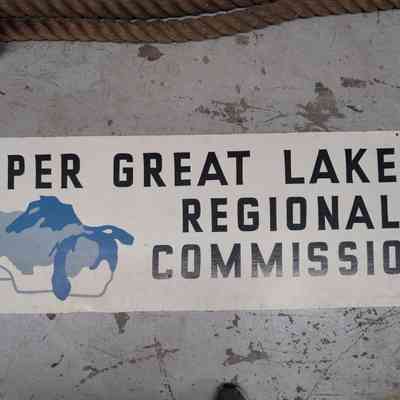 PER GREAT LAKE
REGIONAL
COMMISSIO